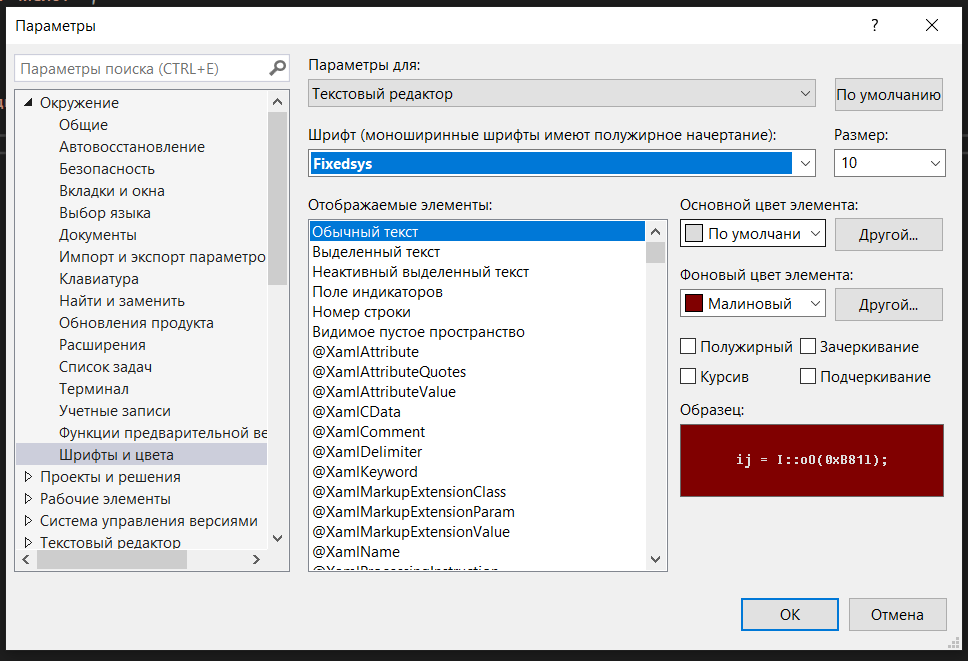 Параметры
?
Параметры поиска (CTRL+E)
Окружение
Общие
Автовосстановление
Безопасность
Вкладки и окна
Выбор языка
Документы
Импорт и экспорт параметро
Клавиатура
Найти и заменить
Обновления продукта
Расширения
Список задач
Терминал
Учетные записи
Функции предварительной ве
Шрифты и цвета
Проекты и решения
Рабочие элементы
Система управления версиями
Текстовый редактор
Параметры для:
Текстовый редактор
По умолчанию
Шрифт (моноширинные шрифты имеют полужирное начертание):
Размер:
Fixedsys
10
Отображаемые элементы:
Обычный текст
Выделенный текст
Неактивный выделенный текст
Поле индикаторов
Номер строки
Видимое пустое пространство
@XamlAttribute
@XamlAttributeQuotes
@XamlAttributeValue
@XamlCData
@XamlComment
@XamlDelimiter
@XamlKeyword
@XamlMarkupExtensionClass
@XamlMarkupExtensionParam
@XamlMarkupExtensionValue
@XamlName
@XamlProcessingInstruction
Основной цвет элемента:
По умолчани
Другой...
Фоновый цвет элемента:
Малиновый
Другой...
Полужирный
Зачеркивание
Курсив
Подчеркивание
Образец:
ij = I::oO(0xB81l);
OK
Отмена